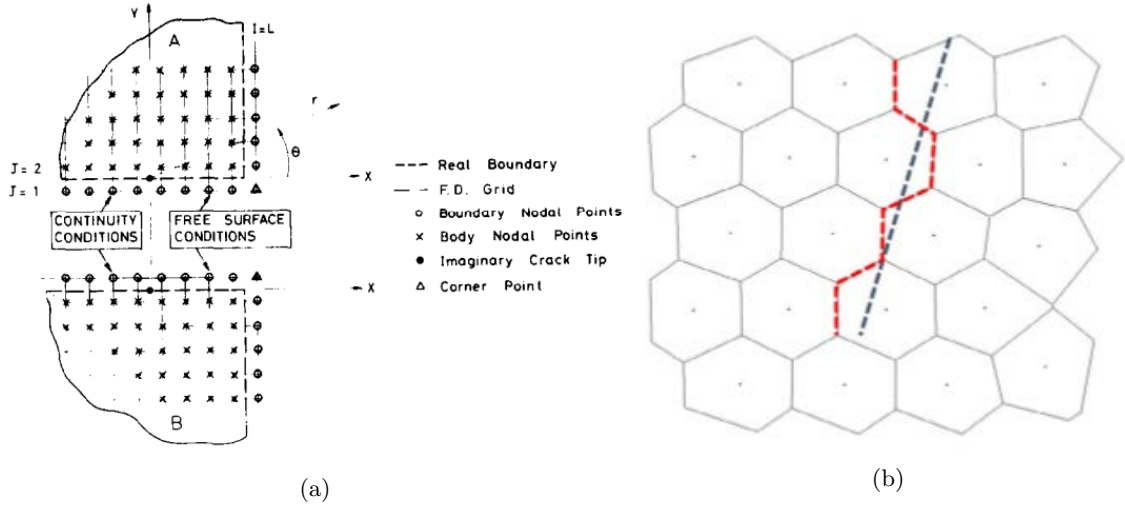 Y
I = L
A
r
θ
J = 2
X
J = 1
CONTINUITY
CONDITIONS
FREE SURFACE
CONDITIONS
Real Boundary
F.D. Grid
Boundary Nodal Points
Body Nodal Points
Imaginary Crack Tip
Corner Point
X
B
(a)
(b)